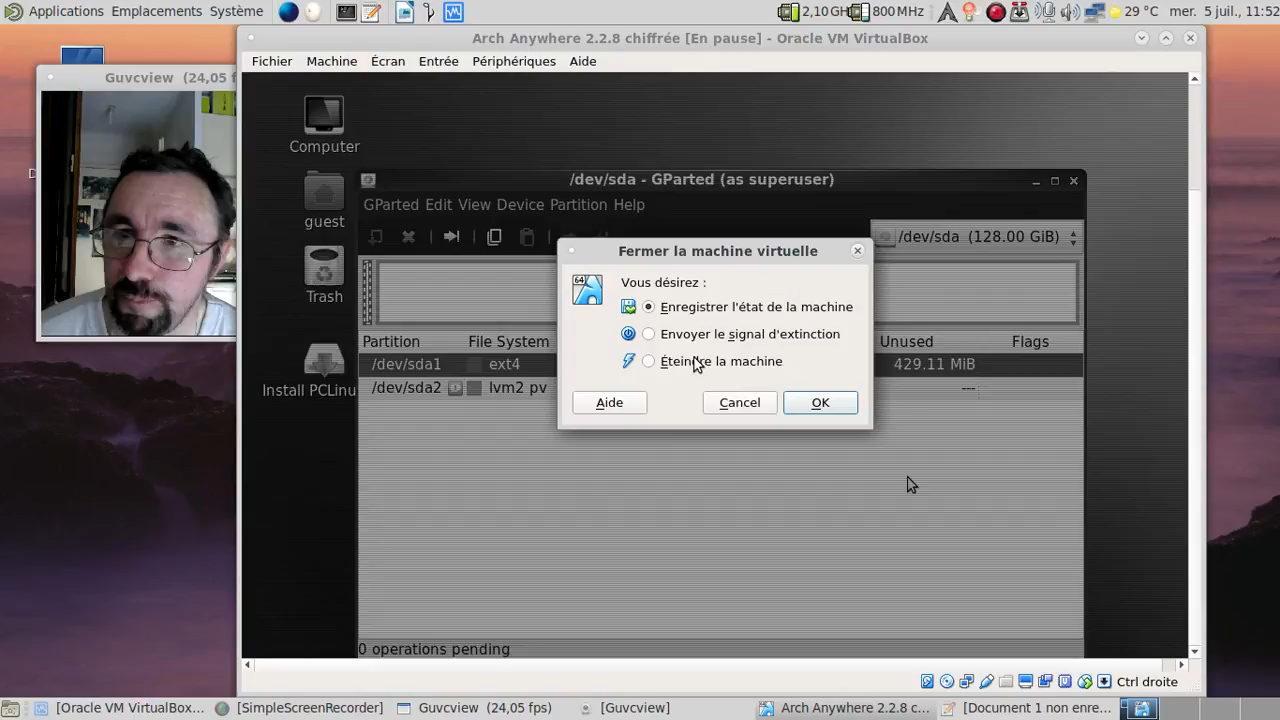 Applications Emplacements Système 2,10 GH 800 MHz 29 °C mer. 5 juil., 11:52
Arch Anywhere 2.2.8 chiffrée [En pause] - Oracle VM VirtualBox
Fichier Machine Écran Entrée Périphériques Aide
Guvcview (24,05 f
Computer
guest
Trash
Install PCLinu
/dev/sda - GParted (as superuser)
GParted Edit View Device Partition Help
/dev/sda (128.00 GiB)
Partition File System Unused Flags
/dev/sda1 ext4 429.11 MiB
/dev/sda2 lvm2 pv ---
0 operations pending
Fermer la machine virtuelle
64
Vous désirez :
Enregistrer l'état de la machine
Envoyer le signal d'extinction
Éteindre la machine
Aide Cancel OK
Ctrl droite
[Oracle VM VirtualBox... [SimpleScreenRecorder] Guvcview (24,05 fps) [Guvcview] Arch Anywhere 2.2.8 c... [Document 1 non enre...